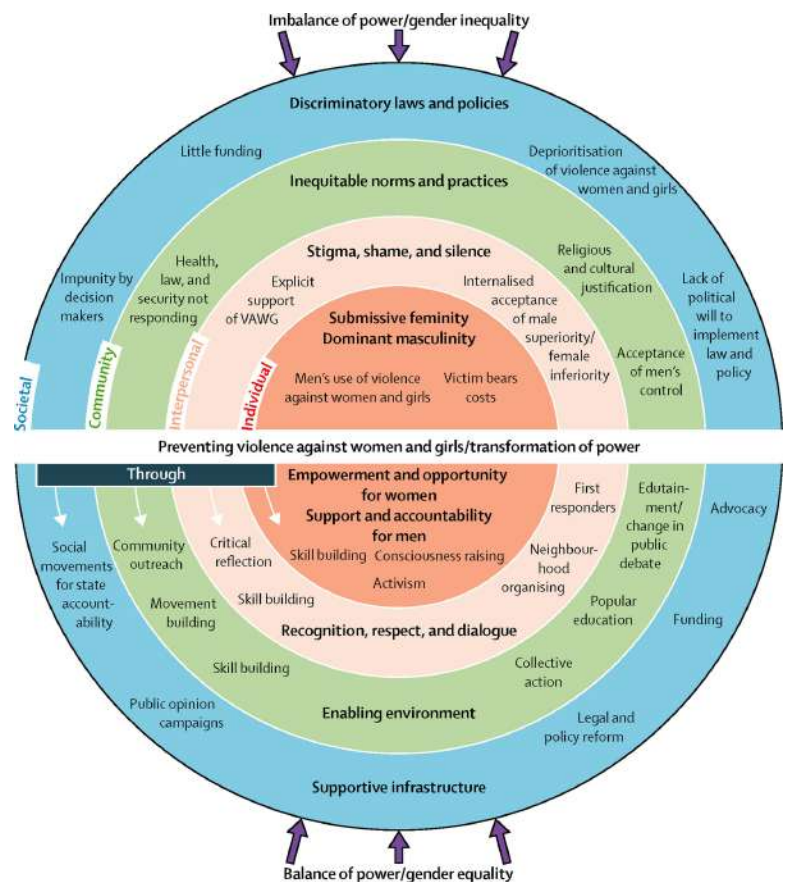 Imbalance of power/gender inequality
Discriminatory laws and policies
Little funding
Deprioritisation
of violence against
women and girls
Inequitable norms and practices
Health,
law, and
security not
responding
Religious
and cultural
justification
Impunity by
decision
makers
Lack of
political
will to
implement
law and
policy
Stigma, shame, and silence
Explicit
support
of VAWG
Internalised
acceptance
of male
superiority/
female
inferiority
Acceptance
of men's
control
Submissive feminity
Dominant masculinity
Men's use of violence
against women and girls
Victim bears
costs
Societal
Community
Interpersonal
Individual
Preventing violence against women and girls/transformation of power
Through
Empowerment and opportunity
for women
Support and accountability
for men
Skill building
Consciousness raising
Activism
First
responders
Edutain-
ment/
change in
public
debate
Advocacy
Social
movements
for state
account-
ability
Community
outreach
Critical
reflection
Neighbour-
hood
organising
Movement
building
Skill building
Popular
education
Funding
Recognition, respect, and dialogue
Skill building
Collective
action
Public opinion
campaigns
Enabling environment
Legal and
policy reform
Supportive infrastructure
Balance of power/gender equality